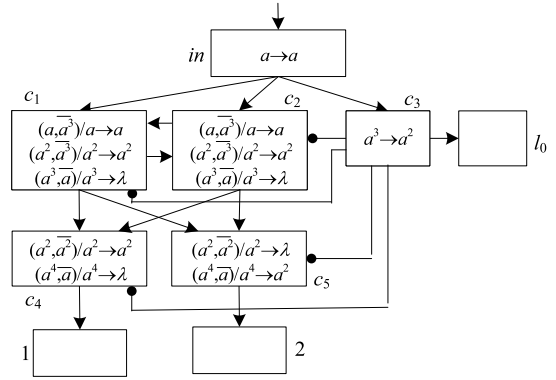 in
a→a
c₁
c₂
c₃
(a,a̅³)/a→a
(a²,a̅³)/a²→a²
(a³,a̅)/a³→λ
(a,a̅³)/a→a
(a²,a̅³)/a²→a²
(a³,a̅)/a³→λ
a³→a²
l₀
(a²,a̅²)/a²→a²
(a⁴,a̅)/a⁴→λ
(a²,a̅²)/a²→λ
(a⁴,a̅)/a⁴→a²
c₄
c₅
1
2